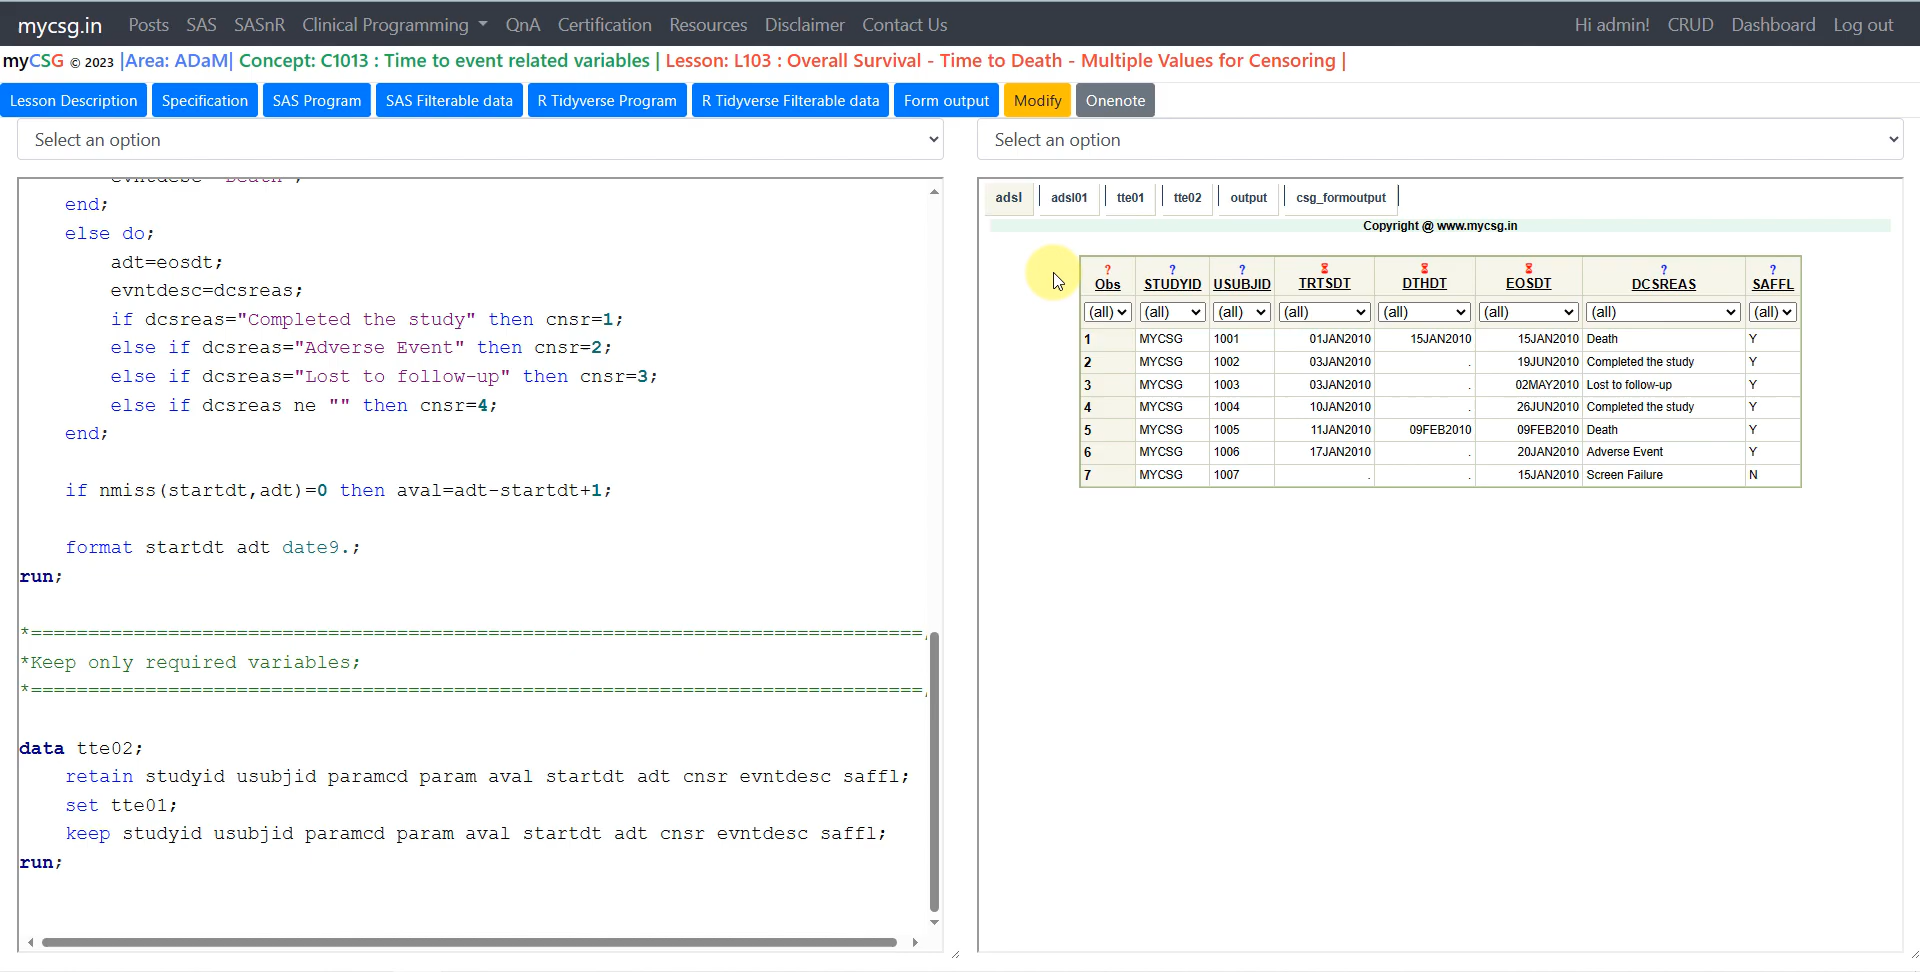 mycsg.in Posts SAS SASnR Clinical Programming QnA Certification Resources Disclaimer Contact Us Hi admin! CRUD Dashboard Log out
myCSG © 2023 |Area: ADaM| Concept: C1013 : Time to event related variables | Lesson: L103 : Overall Survival - Time to Death - Multiple Values for Censoring |
Lesson Description Specification SAS Program SAS Filterable data R Tidyverse Program R Tidyverse Filterable data Form output Modify Onenote
Select an option
end;
else do;
adt=eosdt;
evntdesc=dcsreas;
if dcsreas="Completed the study" then cnsr=1;
else if dcsreas="Adverse Event" then cnsr=2;
else if dcsreas="Lost to follow-up" then cnsr=3;
else if dcsreas ne "" then cnsr=4;
end;
if nmiss(startdt,adt)=0 then aval=adt-startdt+1;
format startdt adt date9.;
run;
*==============================================================================;
*Keep only required variables;
*==============================================================================;
data tte02;
retain studyid usubjid paramcd param aval startdt adt cnsr evntdesc saffl;
set tte01;
keep studyid usubjid paramcd param aval startdt adt cnsr evntdesc saffl;
run;
Select an option
adsl adsl01 tte01 tte02 output csg_formoutput
Copyright @ www.mycsg.in
? ? ? ?  ?
Obs STUDYID USUBJID TRTSDT DTHDT EOSDT DCSREAS SAFFL
(all) (all) (all) (all) (all) (all) (all) (all)
1 MYCSG 1001 01JAN2010 15JAN2010 15JAN2010 Death Y
2 MYCSG 1002 03JAN2010 . 19JUN2010 Completed the study Y
3 MYCSG 1003 03JAN2010 . 02MAY2010 Lost to follow-up Y
4 MYCSG 1004 10JAN2010 . 26JUN2010 Completed the study Y
5 MYCSG 1005 11JAN2010 09FEB2010 09FEB2010 Death Y
6 MYCSG 1006 17JAN2010 . 20JAN2010 Adverse Event Y
7 MYCSG 1007 . . 15JAN2010 Screen Failure N